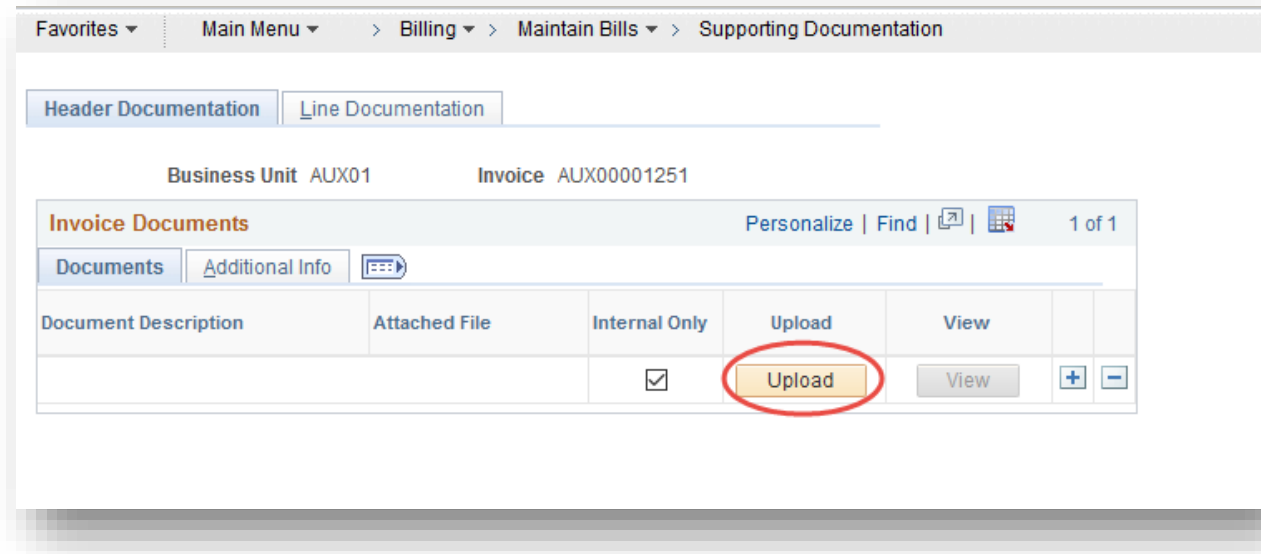 Favorites Main Menu > Billing > Maintain Bills > Supporting Documentation
Header Documentation Line Documentation
Business Unit AUX01 Invoice AUX00001251
Invoice Documents Personalize | Find | | 1 of 1
Documents Additional Info
Document Description Attached File Internal Only Upload View
Upload View + -